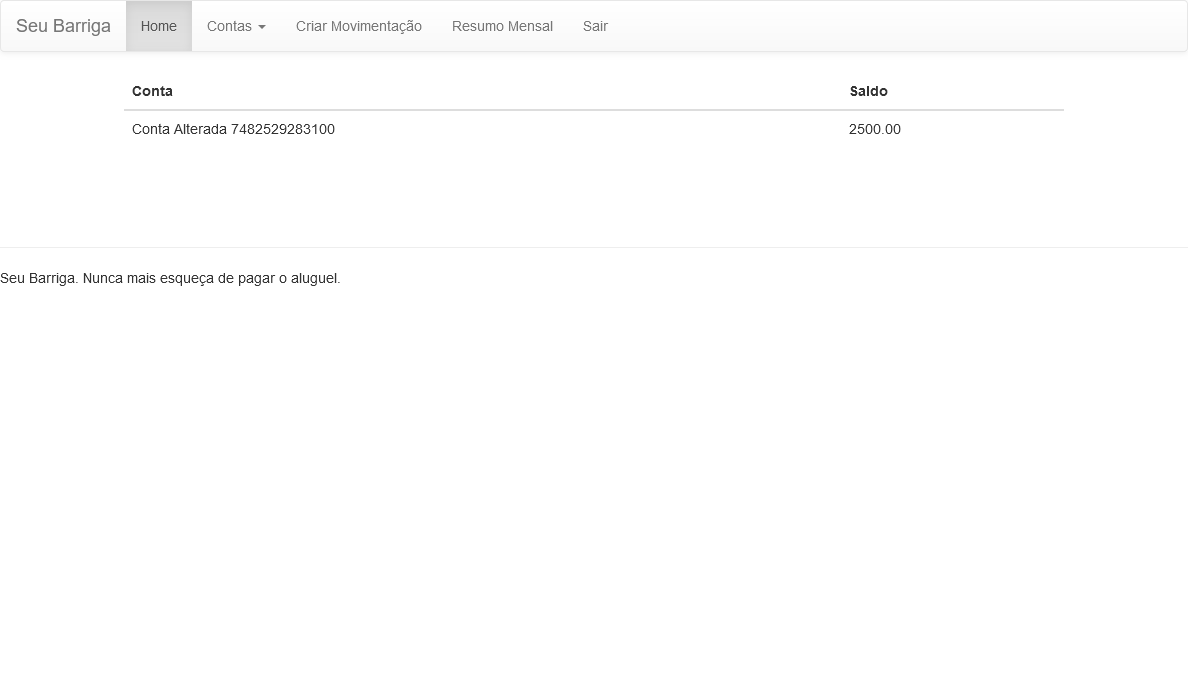 Seu Barriga Home Contas Criar Movimentação Resumo Mensal Sair
Conta Saldo
Conta Alterada 7482529283100 2500.00
Seu Barriga. Nunca mais esqueça de pagar o aluguel.